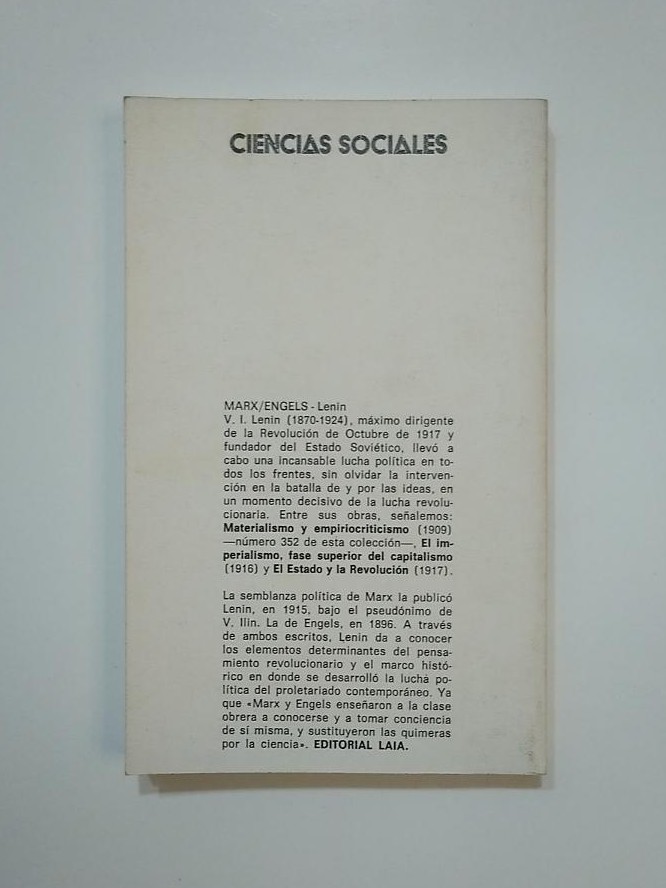 CIENCIAS SOCIALES
MARX/ENGELS - Lenin
V. I. Lenin (1870-1924), máximo dirigente
de la Revolución de Octubre de 1917 y
fundador del Estado Soviético, llevó a
cabo una incansable lucha política en to-
dos los frentes, sin olvidar la interven-
ción en la batalla de y por las ideas, en
un momento decisivo de la lucha revolu-
cionaria. Entre sus obras, señalemos:
Materialismo y empiriocriticismo (1909)
—número 352 de esta colección—, El im-
perialismo, fase superior del capitalismo
(1916) y El Estado y la Revolución (1917).
La semblanza política de Marx la publicó
Lenin, en 1915, bajo el pseudónimo de
V. Ilin. La de Engels, en 1896. A través
de ambos escritos, Lenin da a conocer
los elementos determinantes del pensa-
miento revolucionario y el marco histó-
rico en donde se desarrolló la lucha po-
lítica del proletariado contemporáneo. Ya
que «Marx y Engels enseñaron a la clase
obrera a conocerse y a tomar conciencia
de sí misma, y sustituyeron las quimeras
por la ciencia». EDITORIAL LAIA.